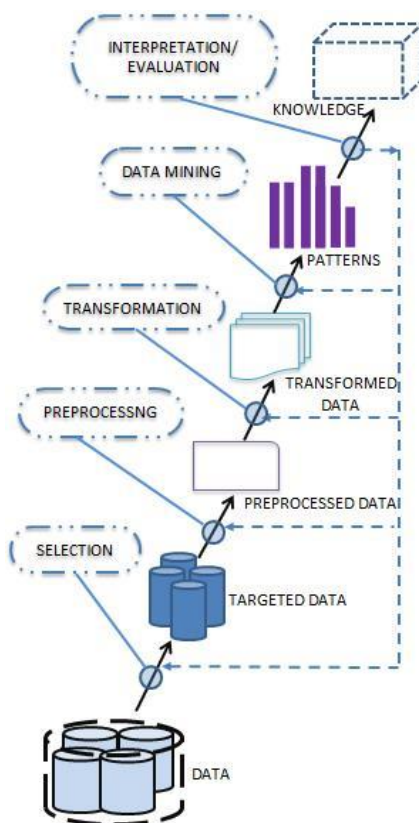 INTERPRETATION/
EVALUATION
KNOWLEDGE
DATA MINING
PATTERNS
TRANSFORMATION
TRANSFORMED
DATA
PREPROCESSNG
PREPROCESSED DATA
SELECTION
TARGETED DATA
DATA